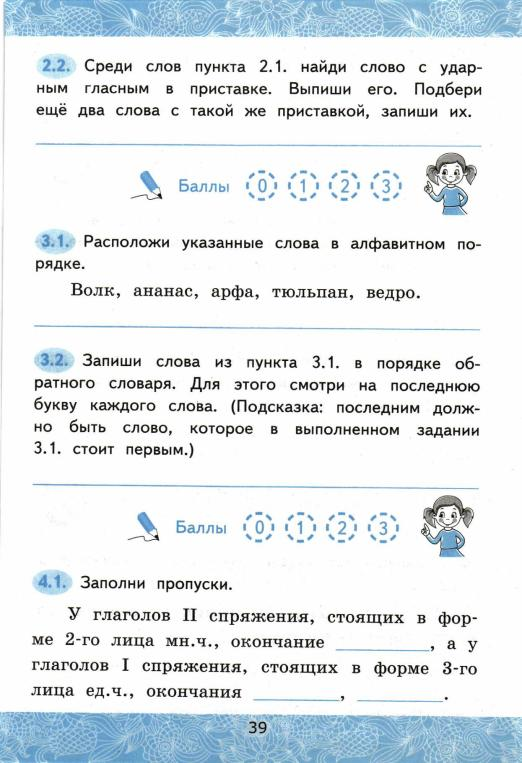 2.2. Среди слов пункта 2.1. найди слово с удар-
ным гласным в приставке. Выпиши его. Подбери
ещё два слова с такой же приставкой, запиши их.
Баллы 0 1 2 3
3.1. Расположи указанные слова в алфавитном по-
рядке.
Волк, ананас, арфа, тюльпан, ведро.
3.2. Запиши слова из пункта 3.1. в порядке об-
ратного словаря. Для этого смотри на последнюю
букву каждого слова. (Подсказка: последним долж-
но быть слово, которое в выполненном задании
3.1. стоит первым.)
Баллы 0 1 2 3
4.1. Заполни пропуски.
У глаголов II спряжения, стоящих в фор-
ме 2-го лица мн.ч., окончание ________, а у
глаголов I спряжения, стоящих в форме 3-го
лица ед.ч., окончания ________, ________.
39